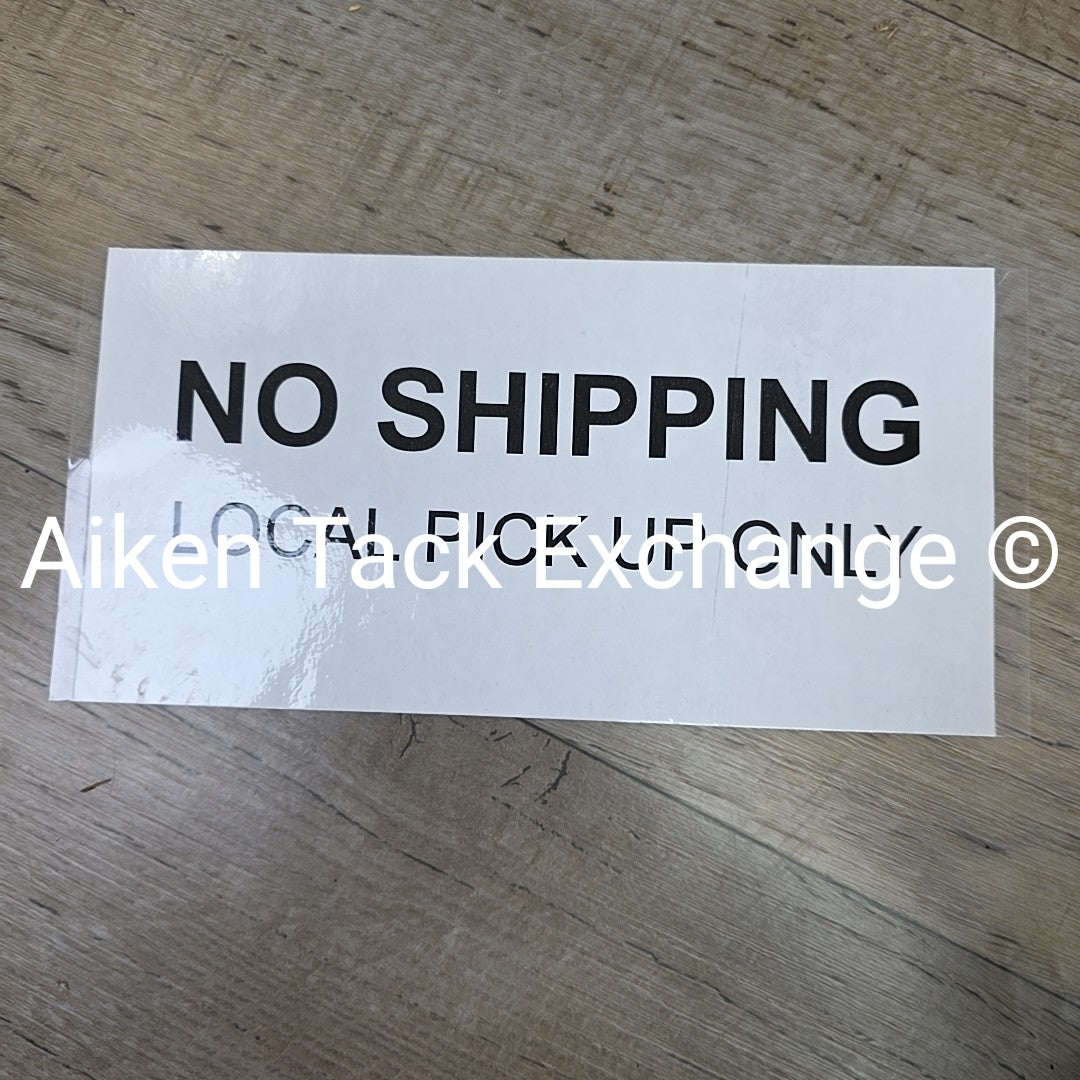 NO SHIPPING
LOCAL PICK UP ONLY
Aiken Tack Exchange ©